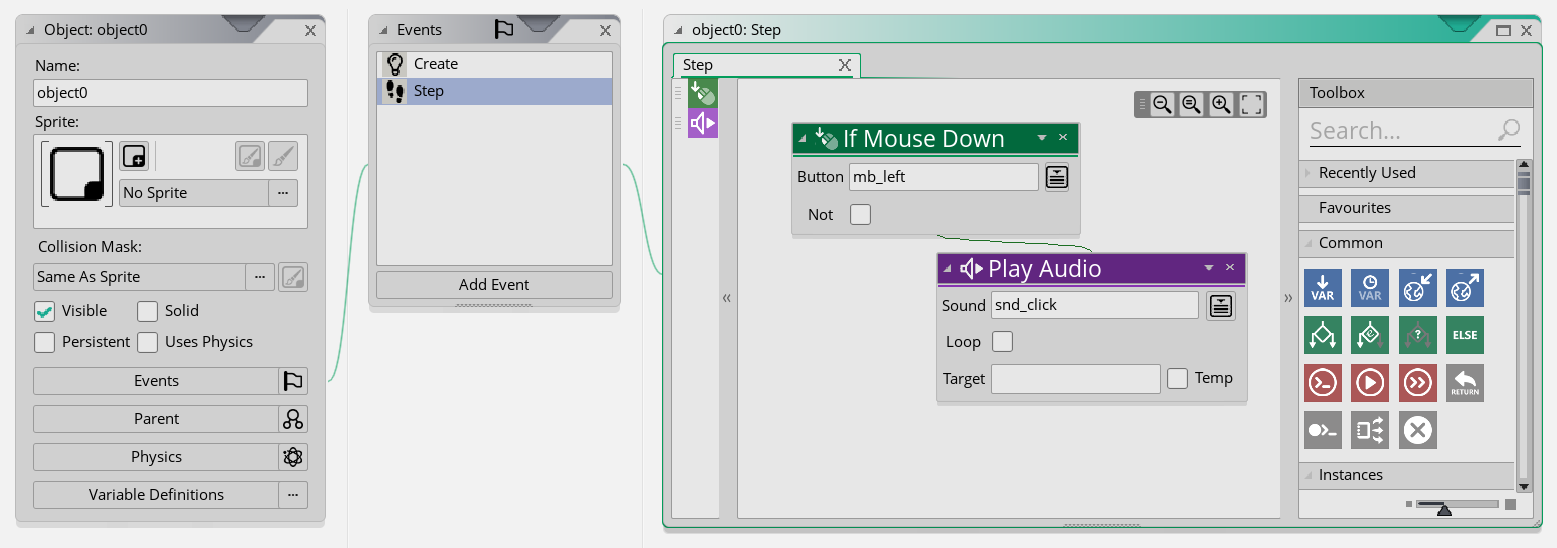 Object: object0
Name:
object0
Sprite:
No Sprite
...
Collision Mask:
Same As Sprite
...
Visible
Solid
Persistent
Uses Physics
Events
Parent
Physics
Variable Definitions
...
Events
Create
Step
Add Event
object0: Step
Step
If Mouse Down
Button
mb_left
Not
Play Audio
Sound
snd_click
Loop
Target
Temp
Toolbox
Search...
Recently Used
Favourites
Common
VAR
VAR
ELSE
RETURN
Instances